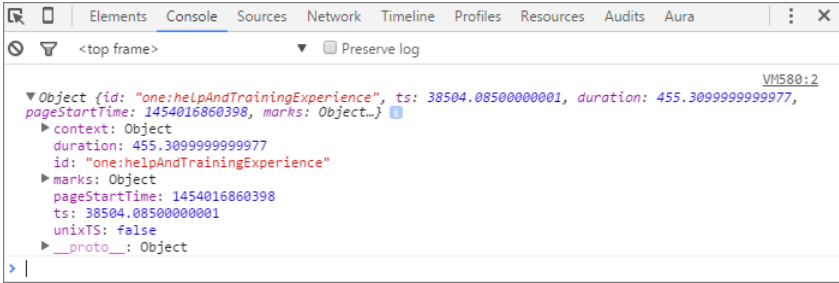 Elements Console Sources Network Timeline Profiles Resources Audits Aura
<top frame> ▼ Preserve log
VM580:2
▼Object {id: "one:helpAndTrainingExperience", ts: 38504.08500000001, duration: 455.3099999999977,
pageStartTime: 1454016860398, marks: Object…}
▶context: Object
duration: 455.3099999999977
id: "one:helpAndTrainingExperience"
▶marks: Object
pageStartTime: 1454016860398
ts: 38504.08500000001
unixTS: false
▶__proto__: Object
>